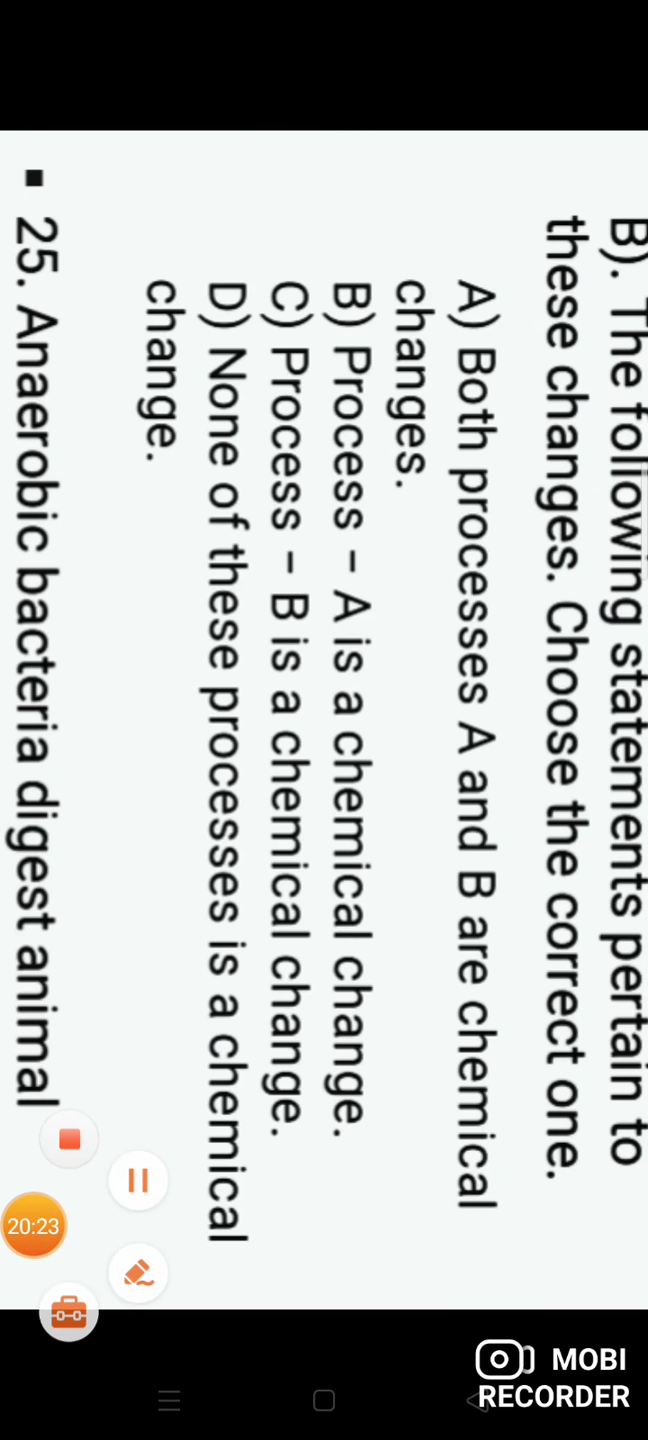 B). The following statements pertain to
these changes. Choose the correct one.
A) Both processes A and B are chemical
changes.
B) Process – A is a chemical change.
C) Process – B is a chemical change.
D) None of these processes is a chemical
change.
▪ 25. Anaerobic bacteria digest animal
20:23
MOBI
RECORDER